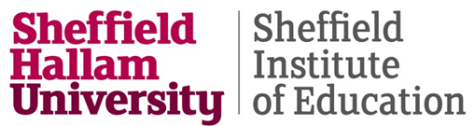 Sheffield
Hallam
University
Sheffield
Institute
of Education